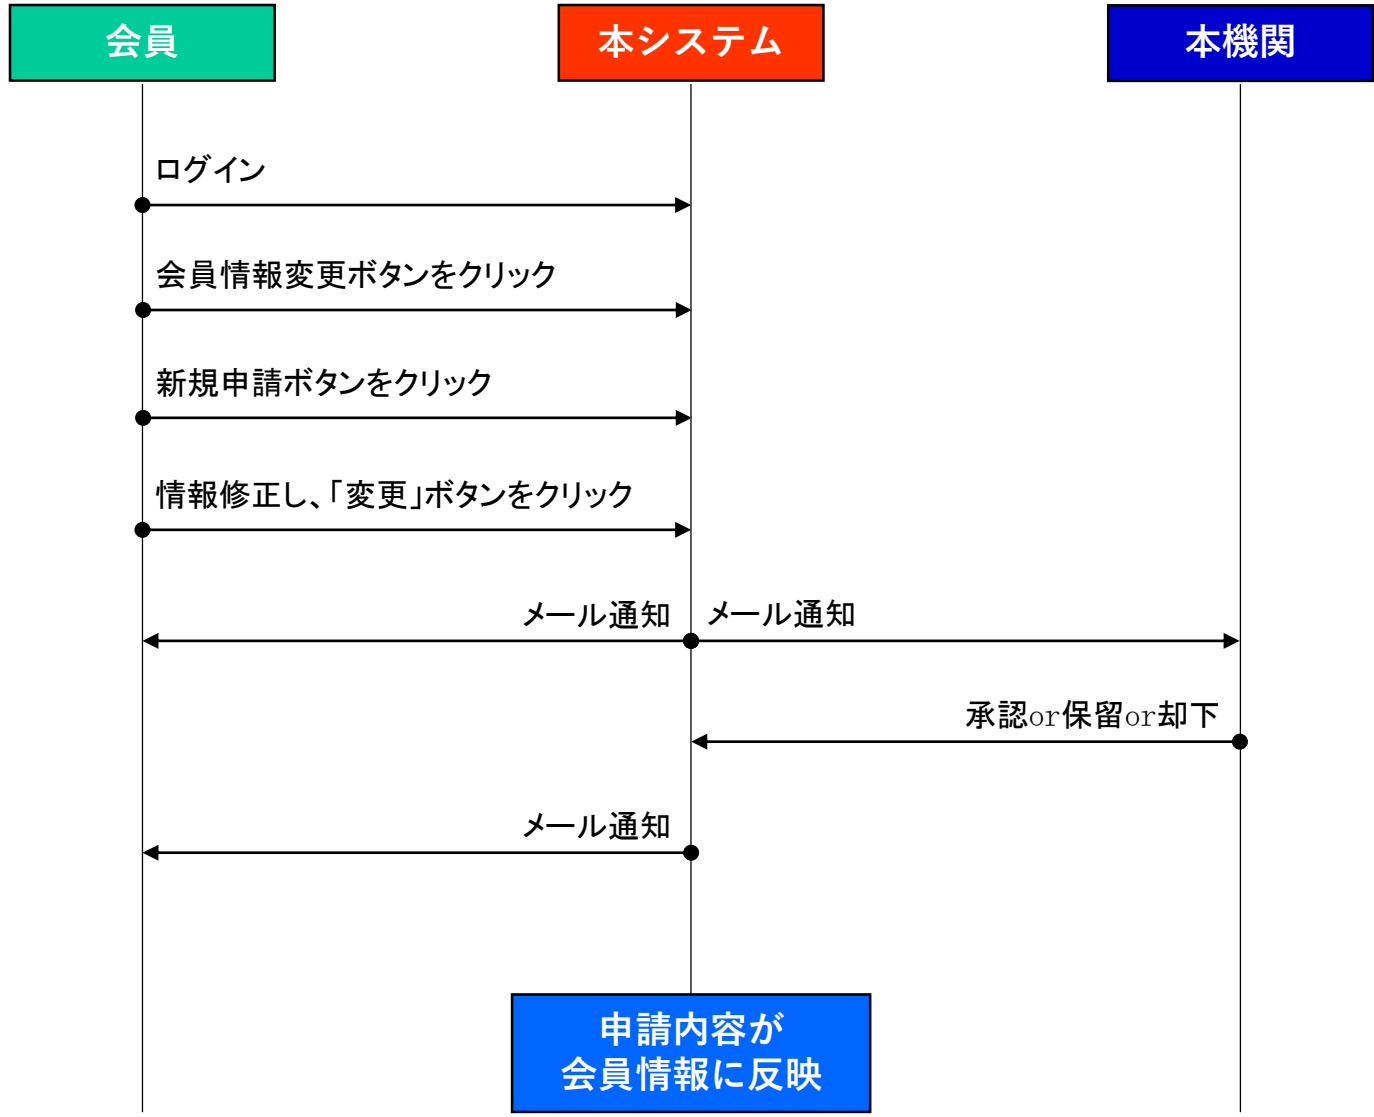 会員
本システム
本機関
ログイン
会員情報変更ボタンをクリック
新規申請ボタンをクリック
情報修正し、「変更」ボタンをクリック
メール通知
メール通知
承認or保留or却下
メール通知
申請内容が
会員情報に反映